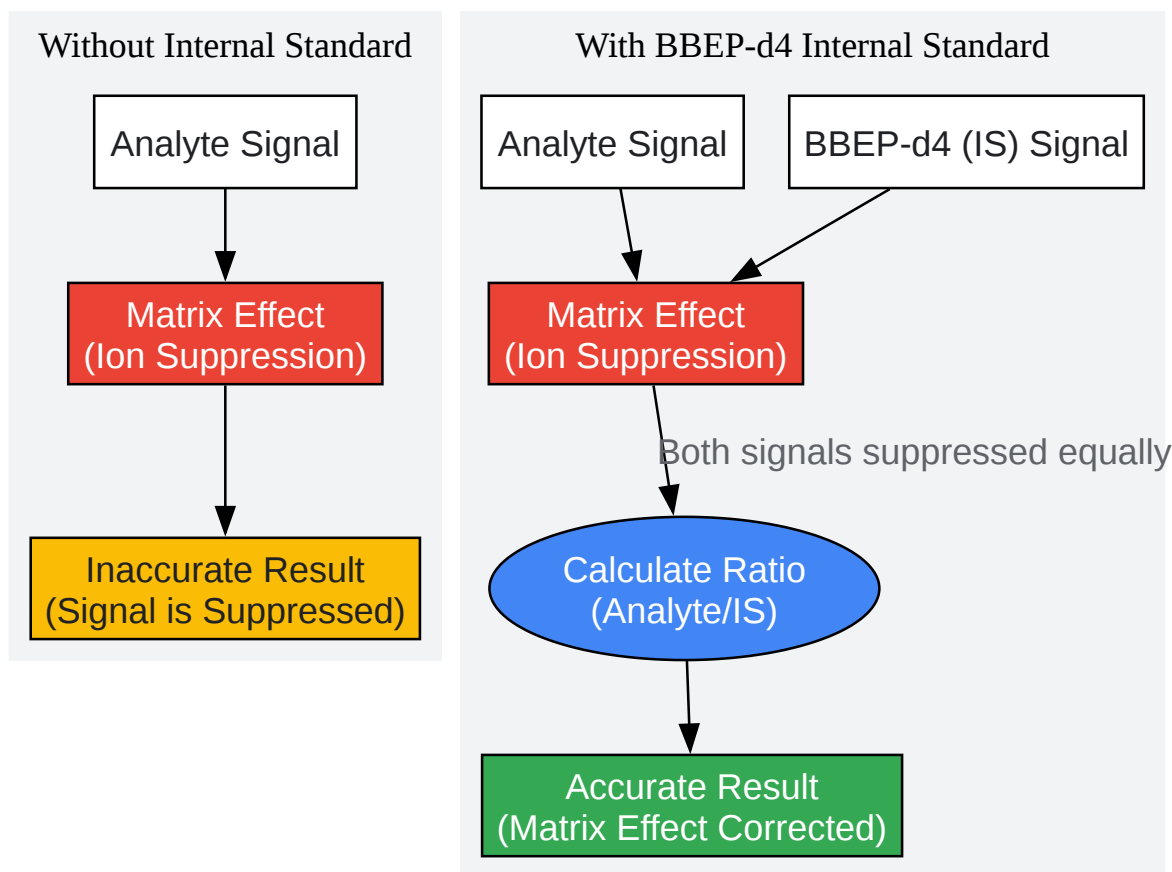 Without Internal Standard
Analyte Signal
Matrix Effect
(Ion Suppression)
Inaccurate Result
(Signal is Suppressed)
With BBEP-d4 Internal Standard
Analyte Signal
BBEP-d4 (IS) Signal
Matrix Effect
(Ion Suppression)
Both signals suppressed equally
Calculate Ratio
(Analyte/IS)
Accurate Result
(Matrix Effect Corrected)